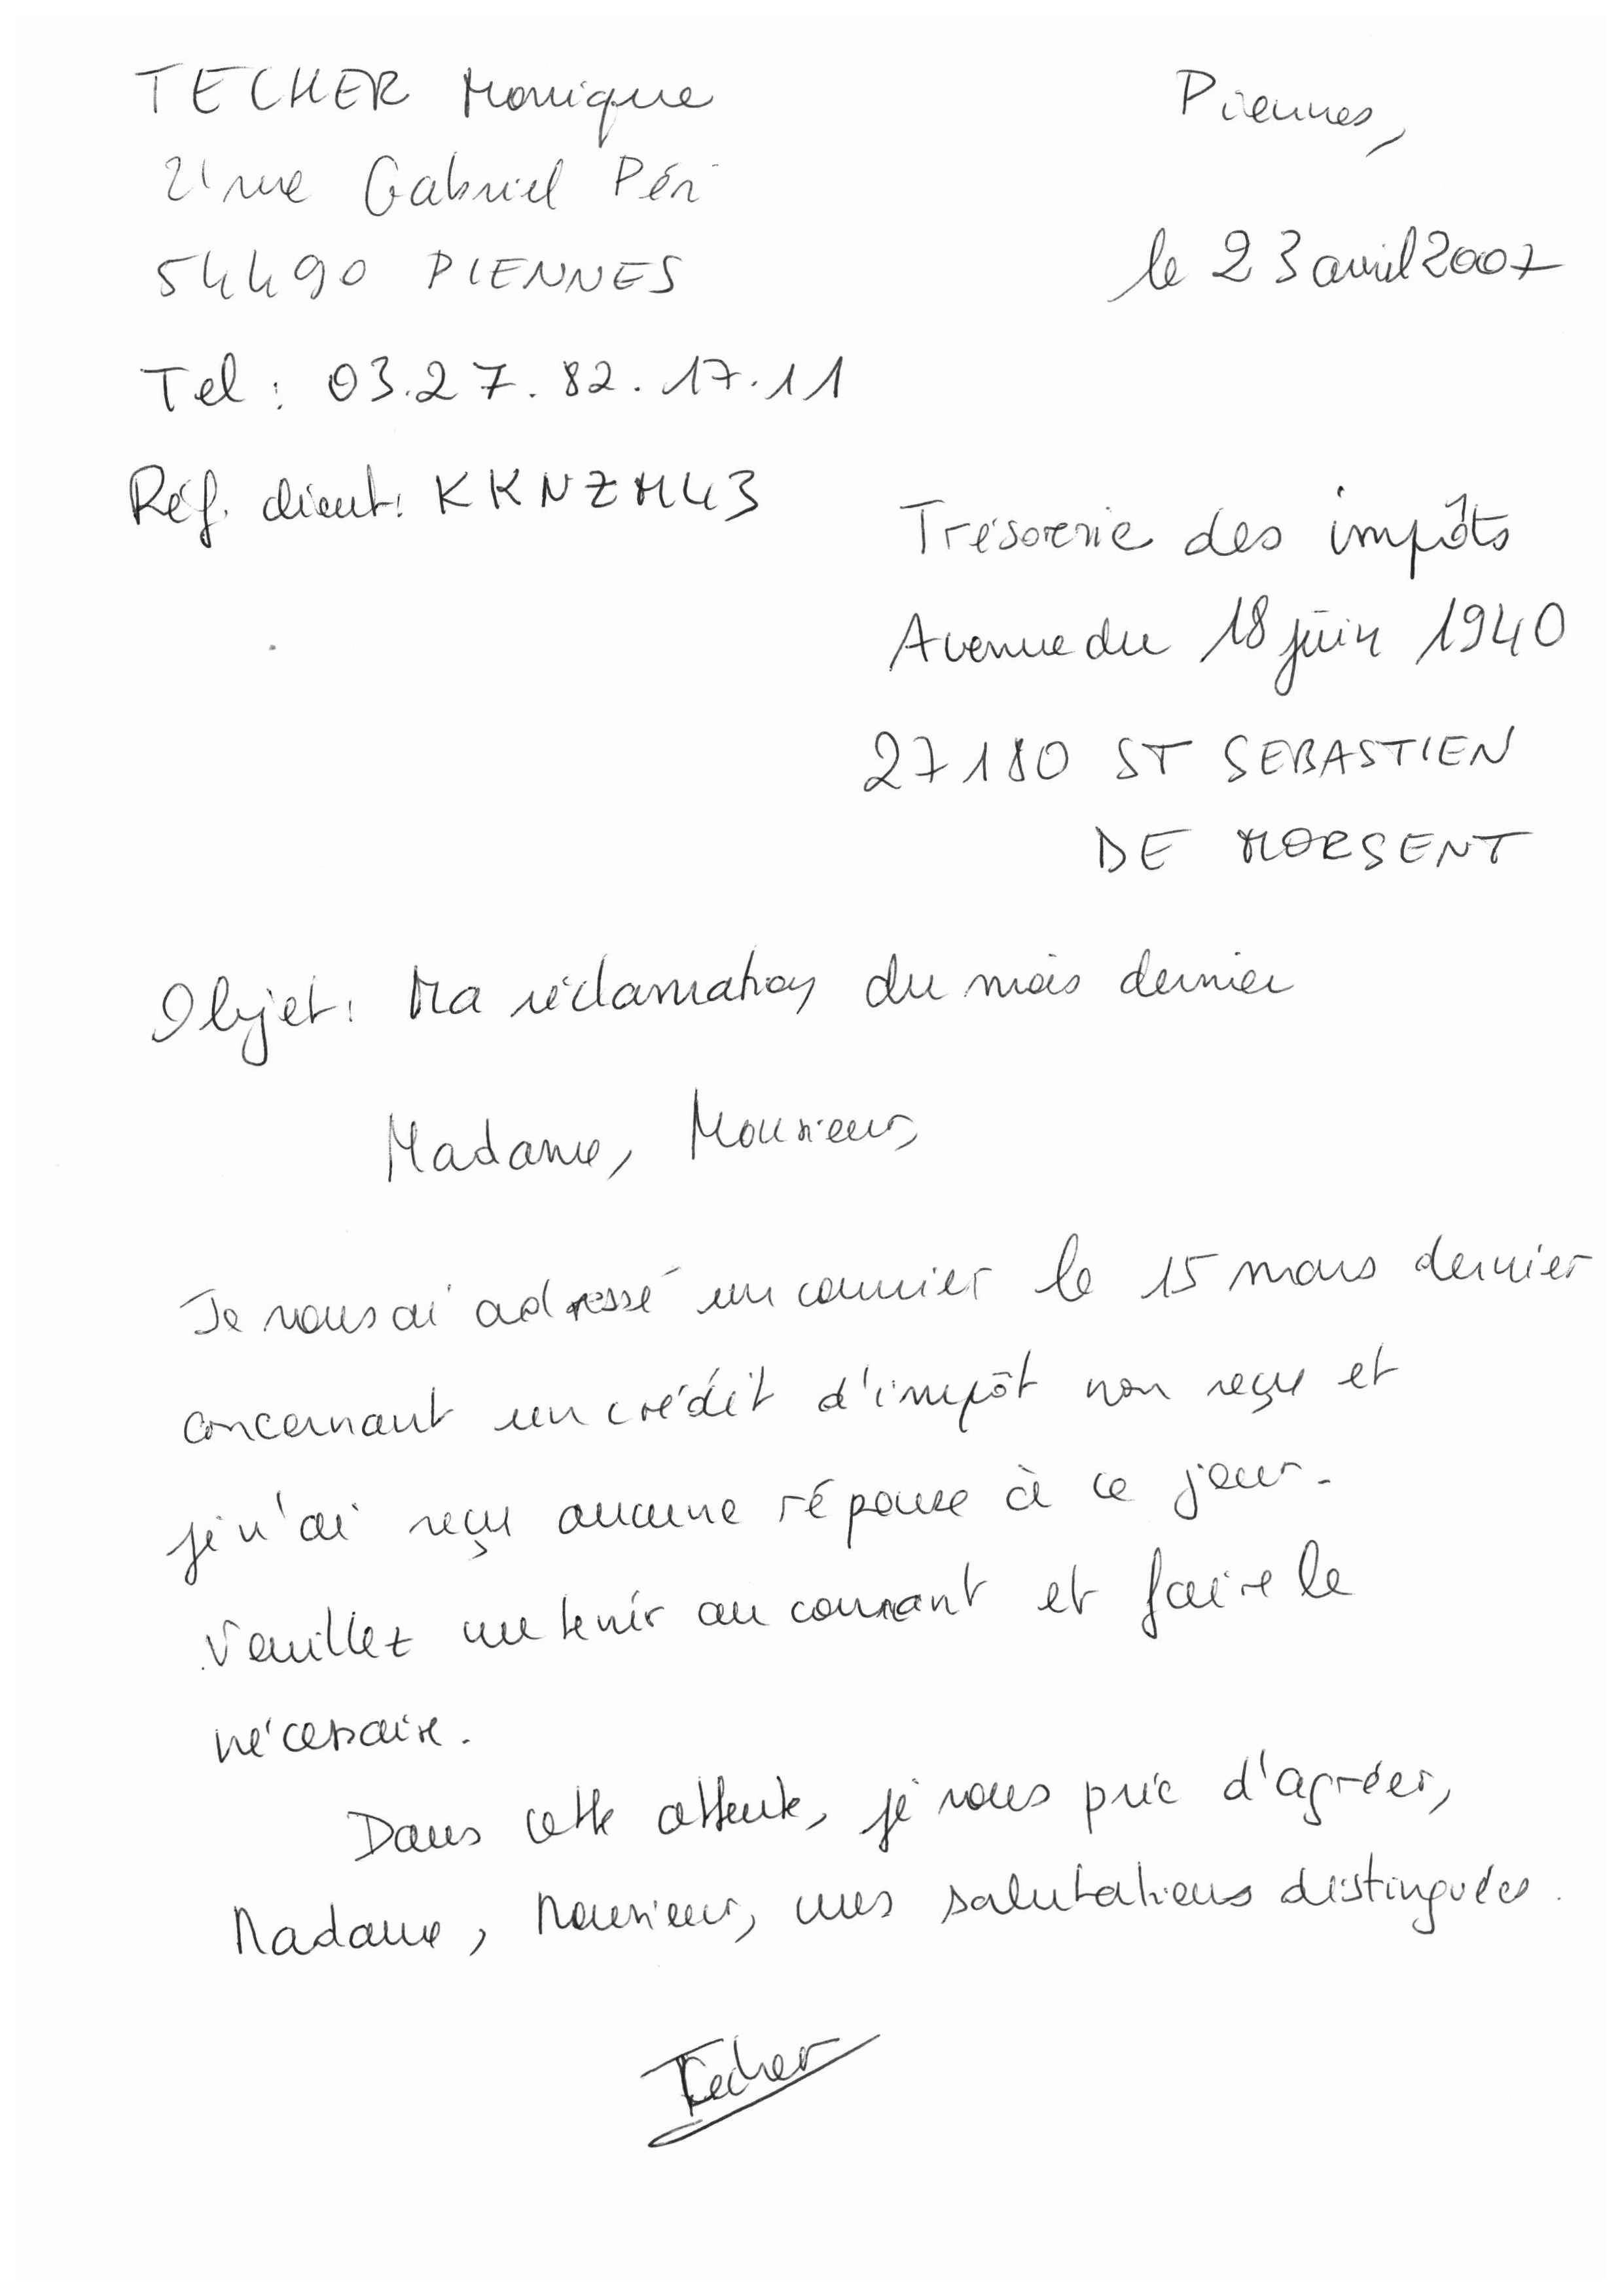 TECHER Monique
Piennes,
21 rue Gabriel Péri
54490 PIENNES
le 23 avril 2007
Tel : 03.27.82.17.11
Réf. client: KKNZM43
Trésorerie des impôts
Avenue du 18 juin 1940
27180 ST SEBASTIEN
DE MORSENT
Objet: Ma réclamation du mois dernier
Madame, Monsieur,
Je vous ai adressé un courrier le 15 mars dernier
concernant un crédit d'impôt non reçu et
je n'ai reçu aucune réponse à ce jour.
Veuillez me tenir au courant et faire le
nécessaire.
Dans cette attente, je vous prie d'agréer,
Madame, Monsieur, mes salutations distinguées.
Techer